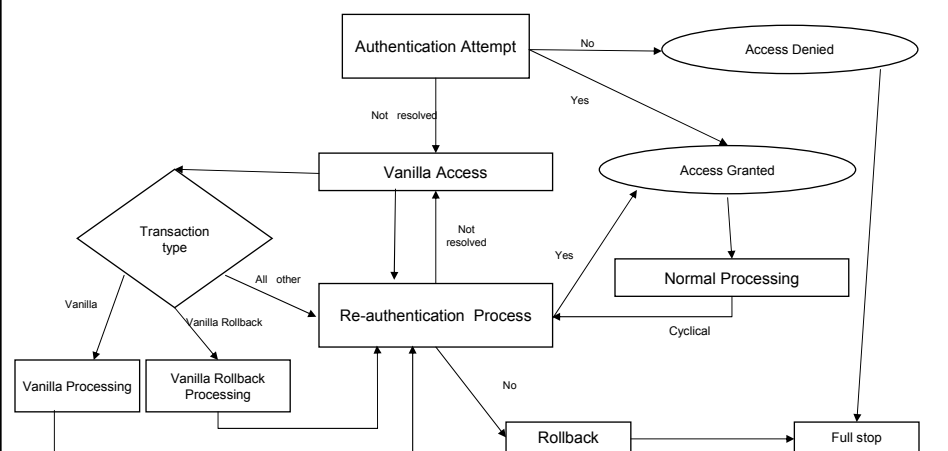 Authentication Attempt
No
Access Denied
Yes
Not resolved
Vanilla Access
Access Granted
Transaction
type
Not
resolved
Yes
All other
Normal Processing
Vanilla
Vanilla Rollback
Re-authentication Process
Cyclical
Vanilla Processing
Vanilla Rollback
Processing
No
Rollback
Full stop